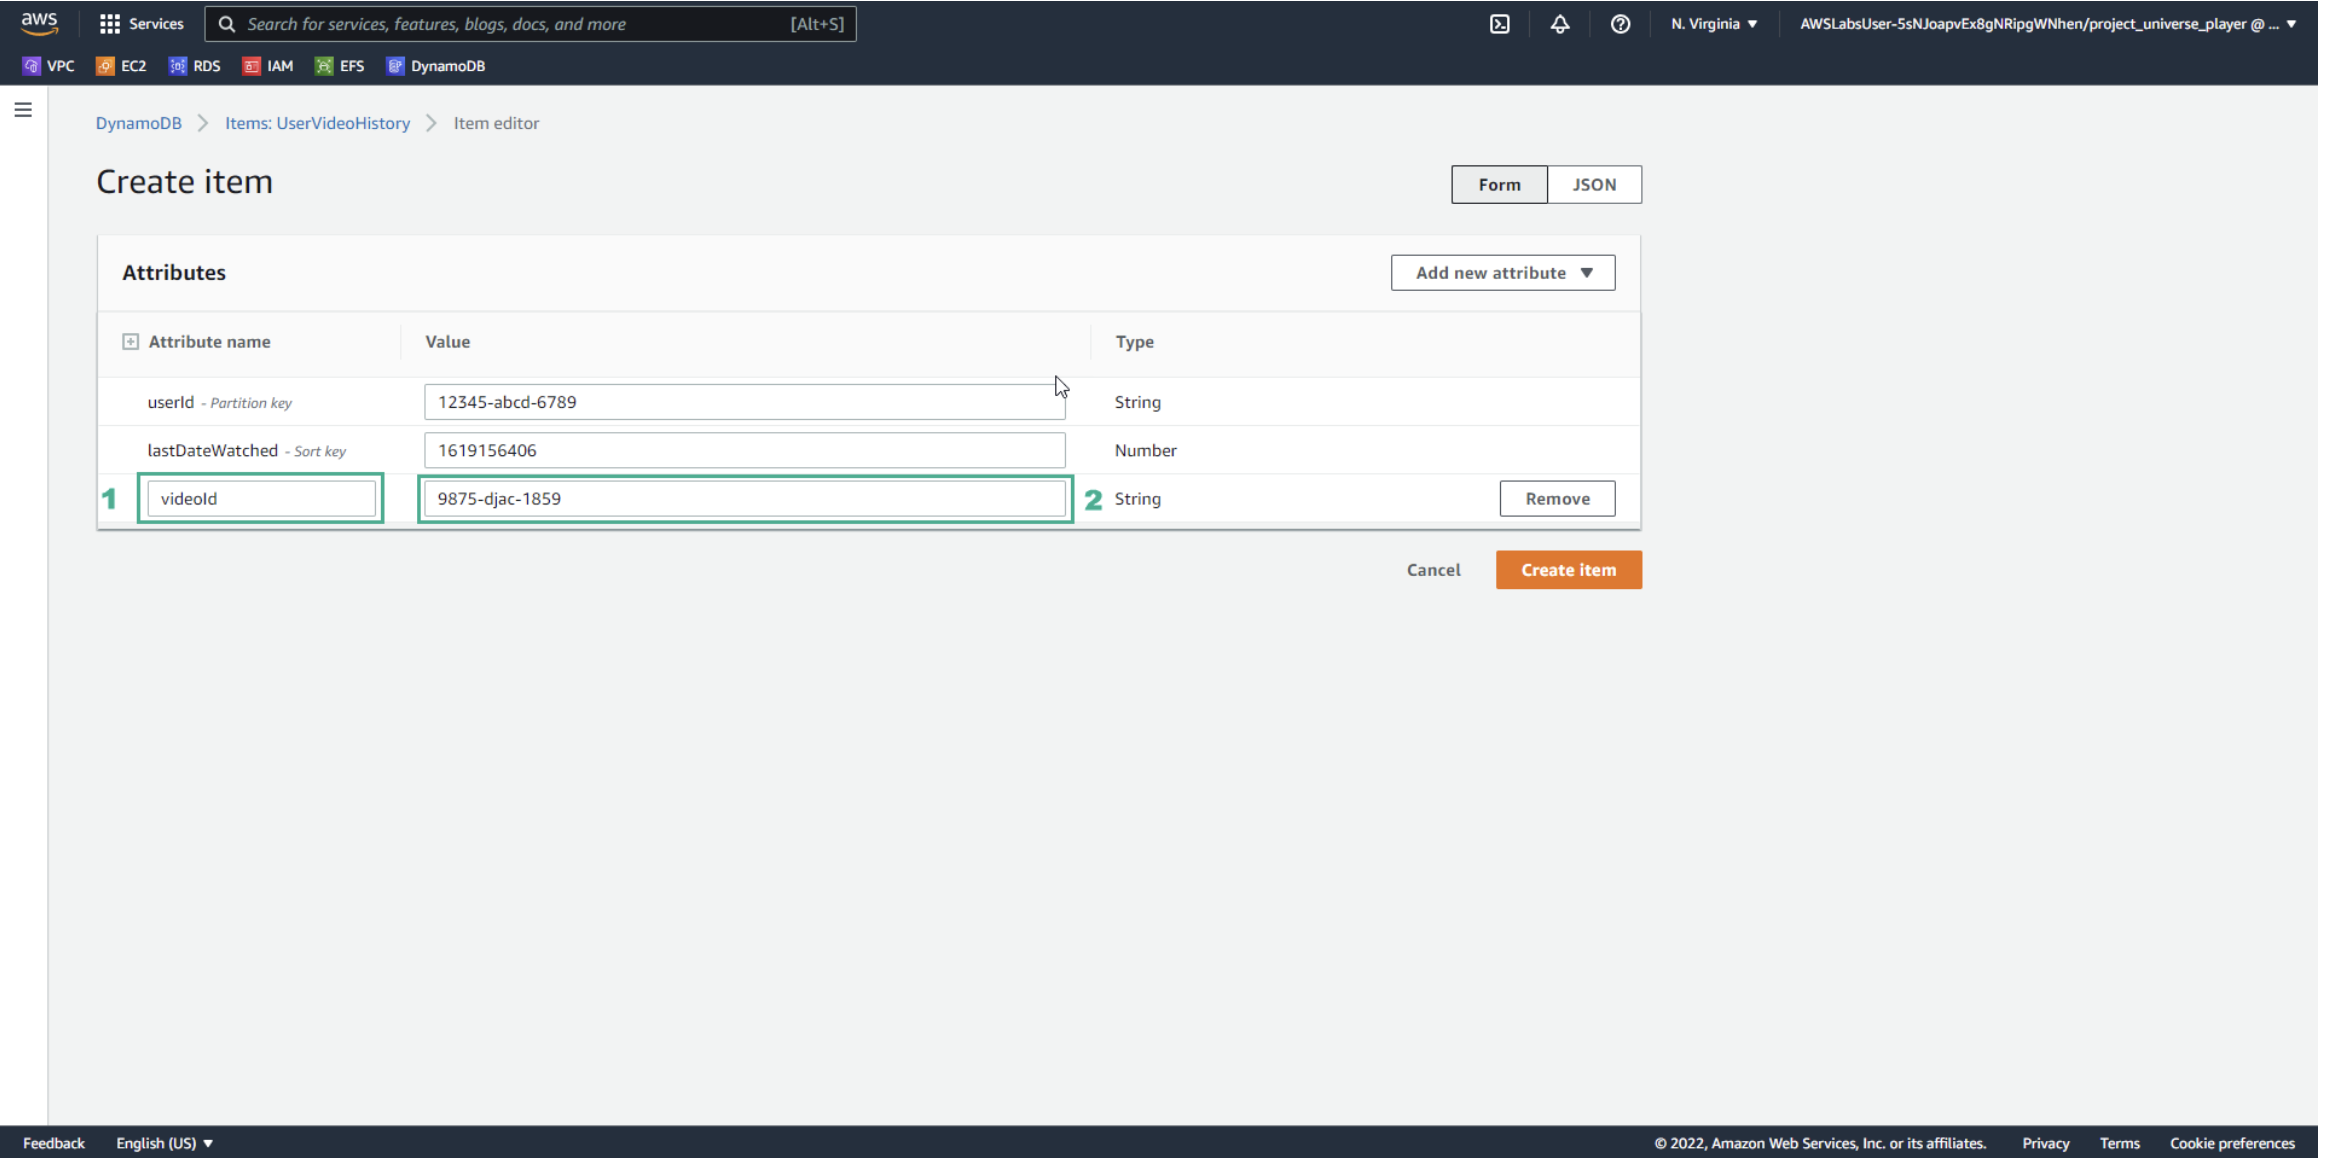 aws Services Search for services, features, blogs, docs, and more [Alt+S] N. Virginia ▼ AWSLabsUser-5sNJoapvEx8gNRipgWNhen/project_universe_player @ ... ▼
VPC EC2 RDS IAM EFS DynamoDB
DynamoDB > Items: UserVideoHistory > Item editor
Create item
Form JSON
Attributes
Add new attribute ▼
Attribute name Value Type
userId - Partition key 12345-abcd-6789 String
lastDateWatched - Sort key 1619156406 Number
1 videoId 9875-djac-1859 2 String Remove
Cancel Create item
Feedback English (US) ▼ © 2022, Amazon Web Services, Inc. or its affiliates. Privacy Terms Cookie preferences